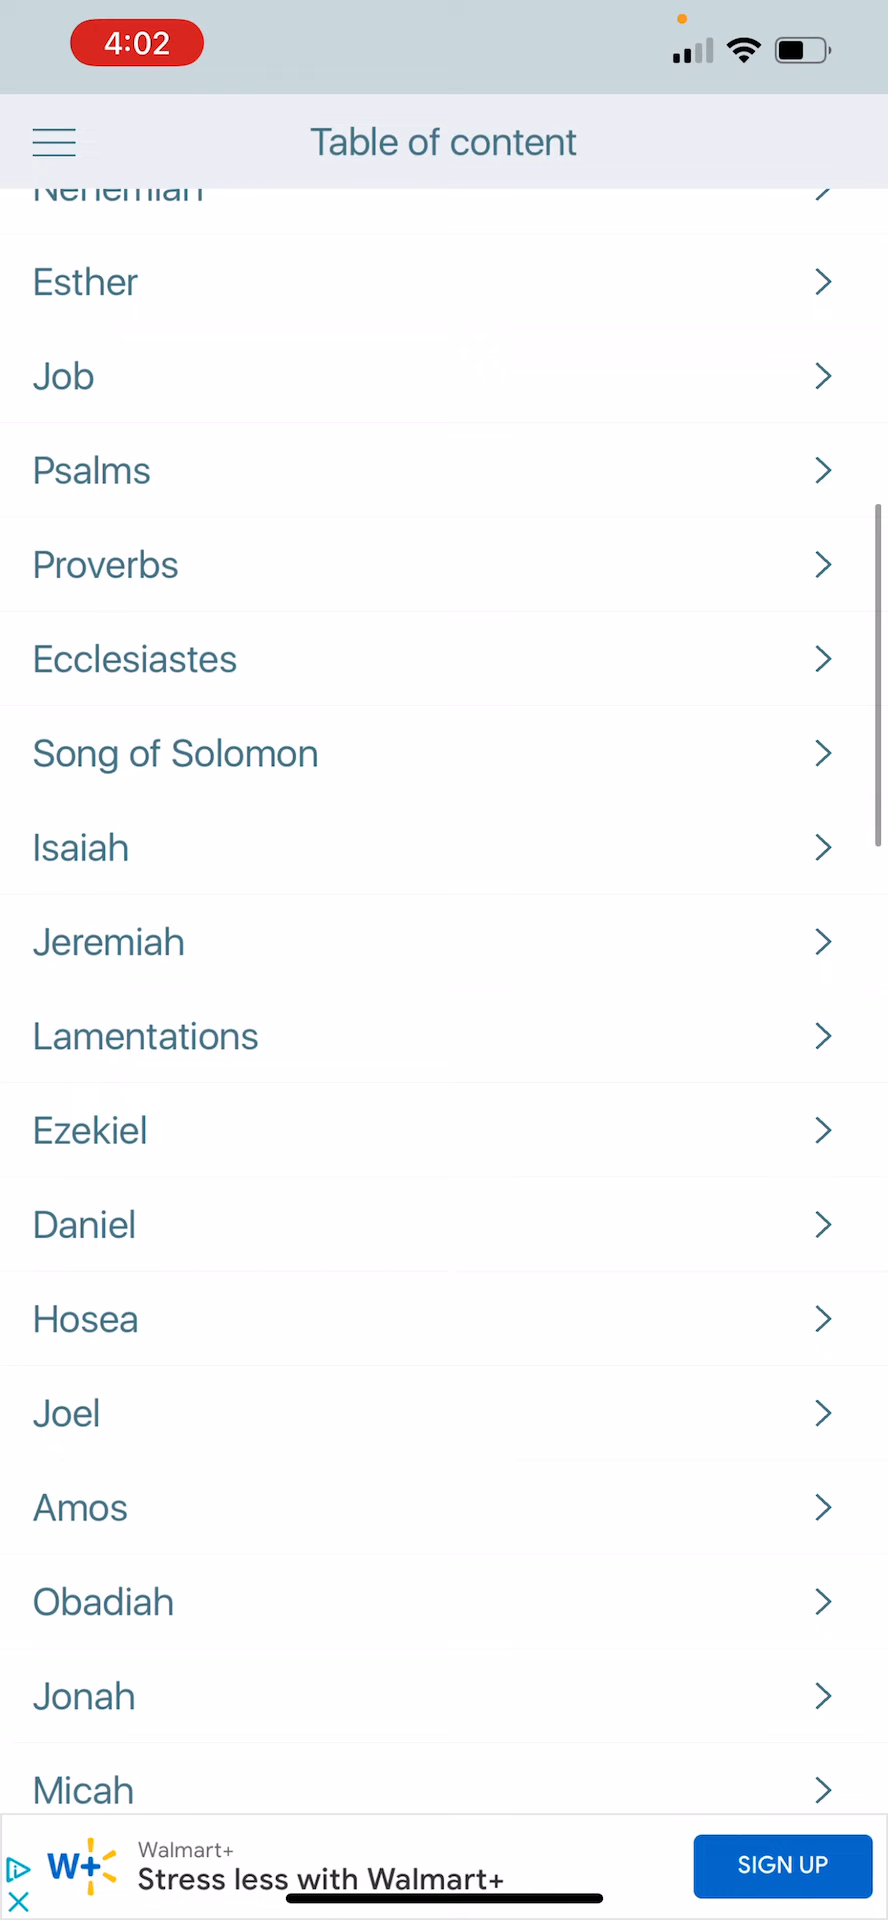 4:02
Table of content
Nehemiah
Esther
Job
Psalms
Proverbs
Ecclesiastes
Song of Solomon
Isaiah
Jeremiah
Lamentations
Ezekiel
Daniel
Hosea
Joel
Amos
Obadiah
Jonah
Micah
W+
Walmart+
Stress less with Walmart+
SIGN UP